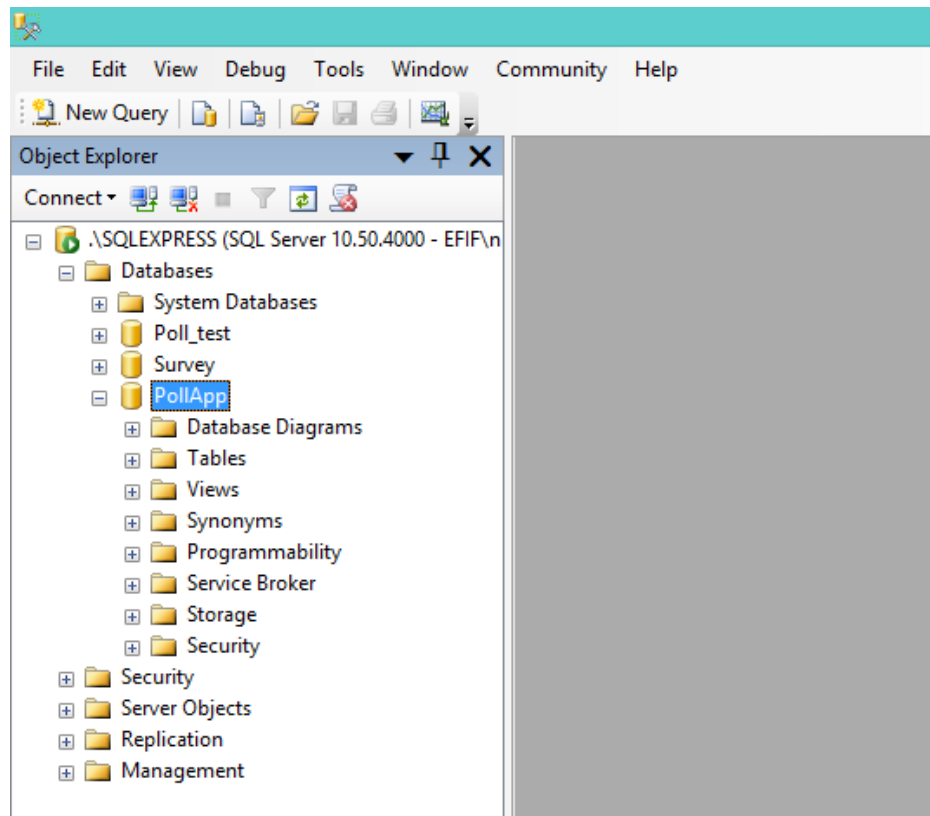 File Edit View Debug Tools Window Community Help
New Query
Object Explorer
Connect
.\SQLEXPRESS (SQL Server 10.50.4000 - EFIF\n
Databases
System Databases
Poll_test
Survey
PollApp
Database Diagrams
Tables
Views
Synonyms
Programmability
Service Broker
Storage
Security
Security
Server Objects
Replication
Management